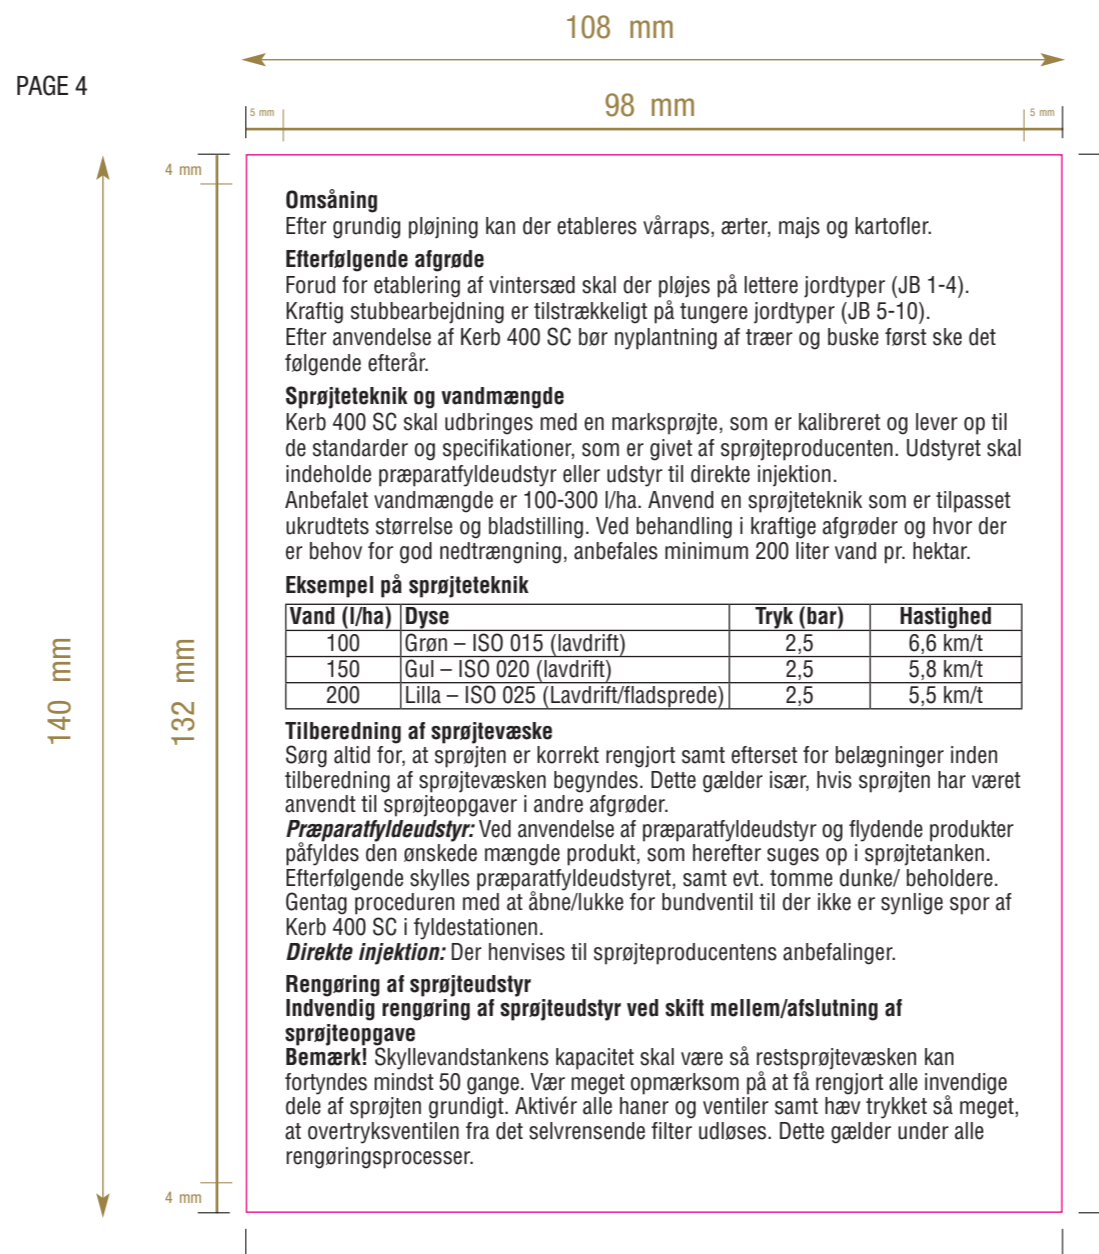 108 mm
PAGE 4
98 mm
5 mm
5 mm
4 mm
Omsåning
Efter grundig pløjning kan der etableres vårraps, ærter, majs og kartofler.
Efterfølgende afgrøde
Forud for etablering af vintersæd skal der pløjes på lettere jordtyper (JB 1-4).
Kraftig stubbearbejdning er tilstrækkeligt på tungere jordtyper (JB 5-10).
Efter anvendelse af Kerb 400 SC bør nyplantning af træer og buske først ske det
følgende efterår.
Sprøjteteknik og vandmængde
Kerb 400 SC skal udbringes med en marksprøjte, som er kalibreret og lever op til
de standarder og specifikationer, som er givet af sprøjteproducenten. Udstyret skal
indeholde præparatfyldeudstyr eller udstyr til direkte injektion.
Anbefalet vandmængde er 100-300 l/ha. Anvend en sprøjteteknik som er tilpasset
ukrudtets størrelse og bladstilling. Ved behandling i kraftige afgrøder og hvor der
er behov for god nedtrængning, anbefales minimum 200 liter vand pr. hektar.
Eksempel på sprøjteteknik
Vand (l/ha) Dyse Tryk (bar) Hastighed
100 Grøn – ISO 015 (lavdrift) 2,5 6,6 km/t
150 Gul – ISO 020 (lavdrift) 2,5 5,8 km/t
200 Lilla – ISO 025 (Lavdrift/fladsprede) 2,5 5,5 km/t
140 mm
132 mm
Tilberedning af sprøjtevæske
Sørg altid for, at sprøjten er korrekt rengjort samt efterset for belægninger inden
tilberedning af sprøjtevæsken begyndes. Dette gælder især, hvis sprøjten har været
anvendt til sprøjteopgaver i andre afgrøder.
Præparatfyldeudstyr: Ved anvendelse af præparatfyldeudstyr og flydende produkter
påfyldes den ønskede mængde produkt, som herefter suges op i sprøjtetanken.
Efterfølgende skylles præparatfyldeudstyret, samt evt. tomme dunke/ beholdere.
Gentag proceduren med at åbne/lukke for bundventil til der ikke er synlige spor af
Kerb 400 SC i fyldestationen.
Direkte injektion: Der henvises til sprøjteproducentens anbefalinger.
Rengøring af sprøjteudstyr
Indvendig rengøring af sprøjteudstyr ved skift mellem/afslutning af
sprøjteopgave
Bemærk! Skyllevandstankens kapacitet skal være så restsprøjtevæsken kan
fortyndes mindst 50 gange. Vær meget opmærksom på at få rengjort alle invendige
dele af sprøjten grundigt. Aktivér alle haner og ventiler samt hæv trykket så meget,
at overtryksventilen fra det selvrensende filter udløses. Dette gælder under alle
rengøringsprocesser.
4 mm